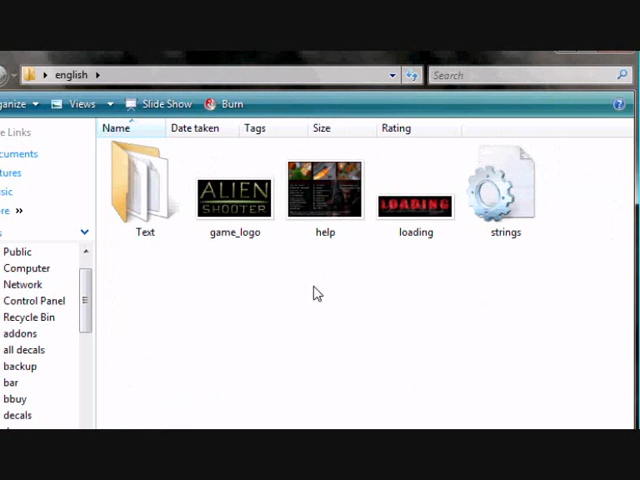 english
Search
ganize Views Slide Show Burn
e Links
Name Date taken Tags Size Rating
cuments
tures
sic
re »
s
Public
Computer
Network
Control Panel
Recycle Bin
addons
all decals
backup
bar
bbuy
decals
ALIEN
SHOOTER
LOADING
Text game_logo help loading strings